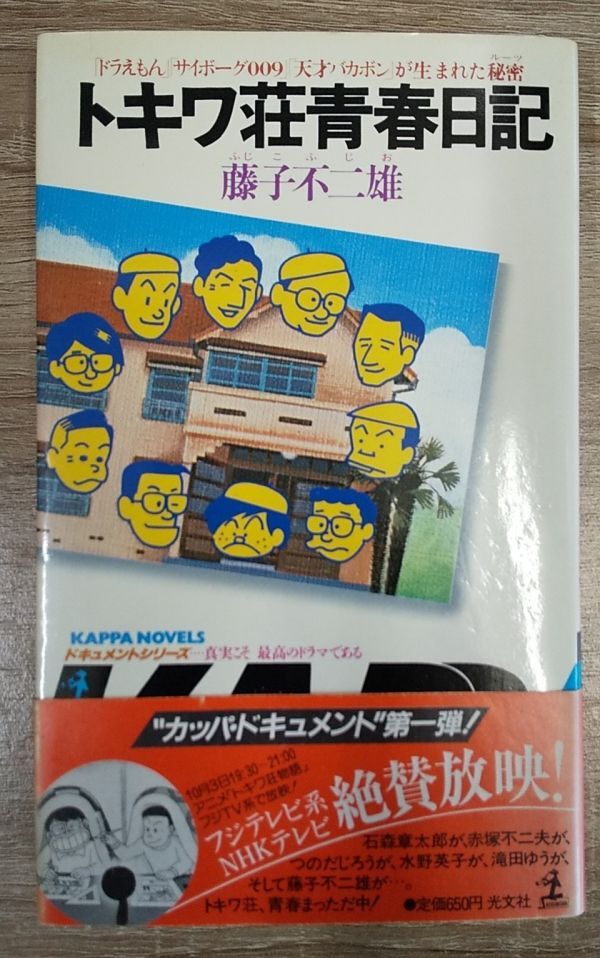 『ドラえもん』『サイボーグ009』『天才バカボン』が生まれた秘密
ルーツ
トキワ荘青春日記
ふじこふじお
藤子不二雄
KAPPA NOVELS
ドキュメントシリーズ…真実こそ 最高のドラマである
"カッパ・ドキュメント"第一弾!
10月3日19:30-21:00
アニメ「トキワ荘物語」
フジTV系で放映!
フジテレビ系
NHKテレビ
絶賛放映!
石森章太郎が、赤塚不二夫が、
つのだじろうが、水野英子が、滝田ゆうが、
そして藤子不二雄が…。
トキワ荘、青春まっただ中!
●定価650円 光文社